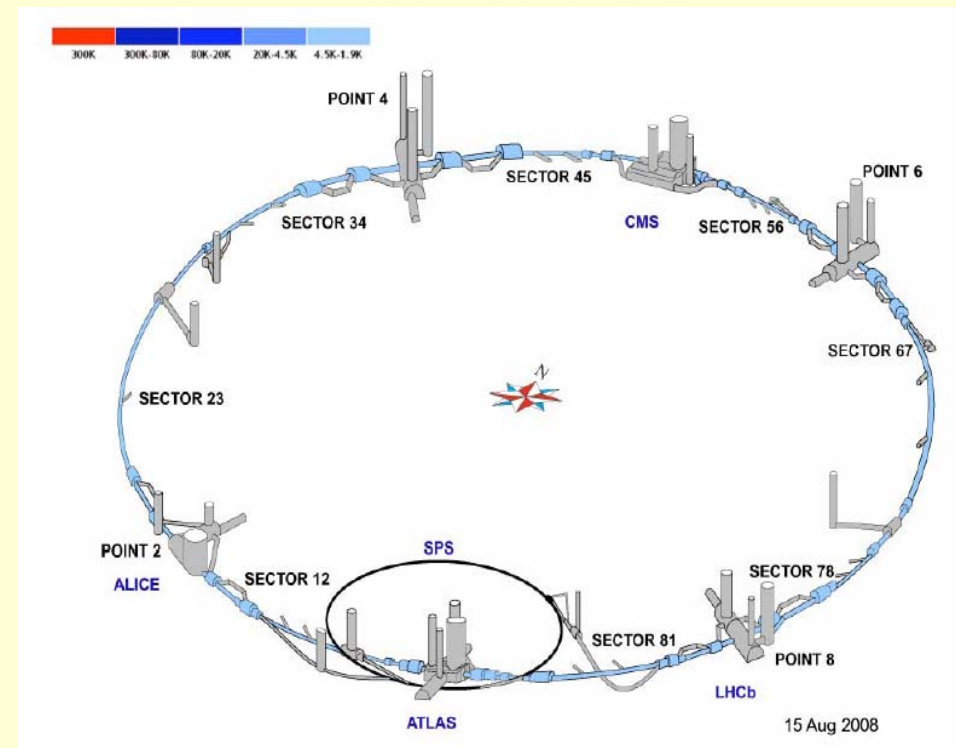 300K 300K-80K 80K-20K 20K-4.5K 4.5K-1.9K
POINT 4
POINT 6
SECTOR 45
SECTOR 34
CMS
SECTOR 56
N
SECTOR 67
SECTOR 23
POINT 2
ALICE
SPS
SECTOR 12
SECTOR 78
SECTOR 81
POINT 8
LHCb
ATLAS
15 Aug 2008